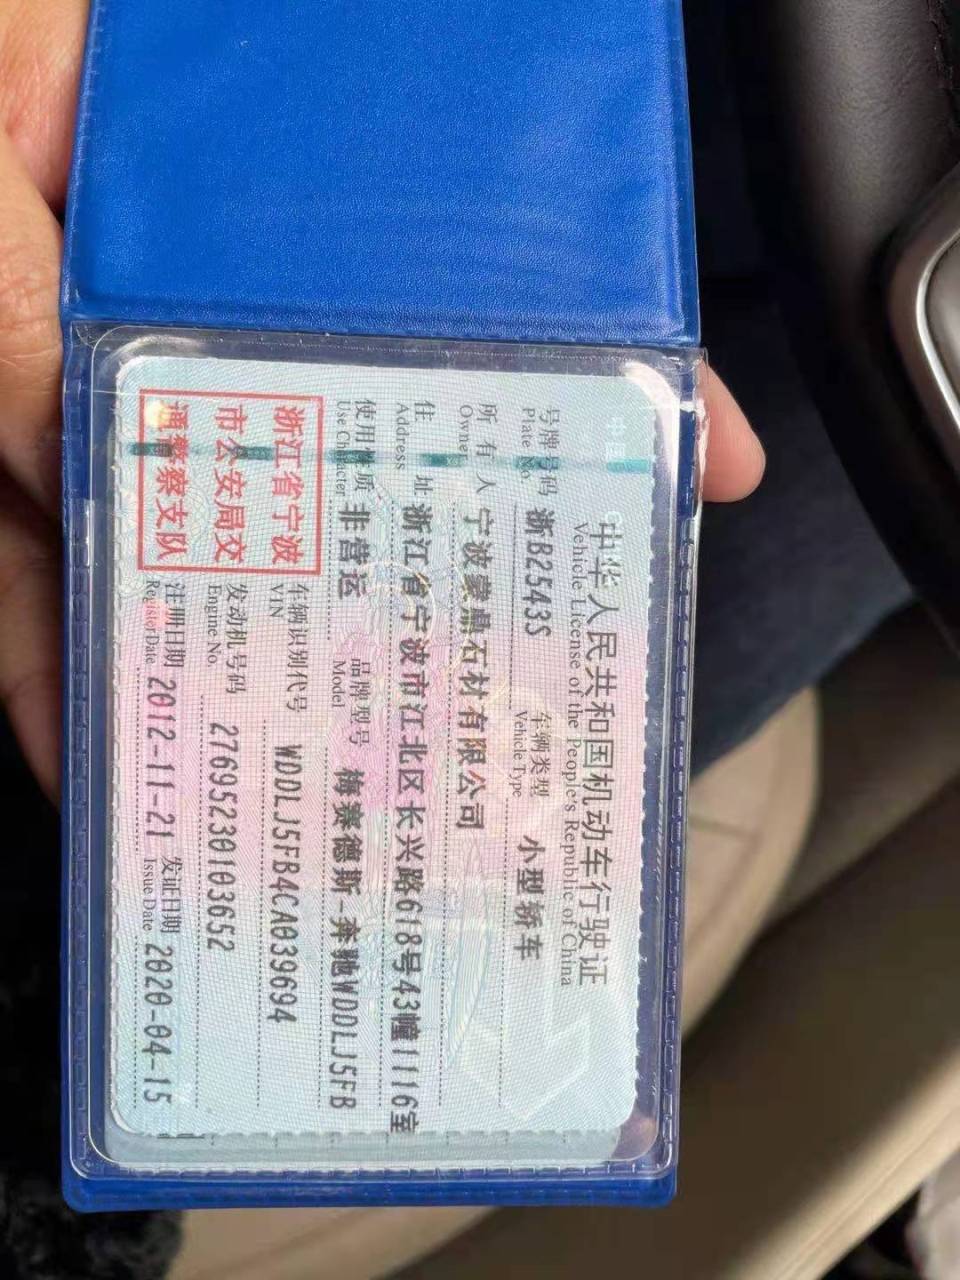 中华人民共和国机动车行驶证
Vehicle License of the People's Republic of China
号牌号码 浙B2543S 车辆类型 小型轿车
Plate No. Vehicle Type
所有人 宁波蒙鼎石材有限公司
Owner
住址 浙江省宁波市江北区长兴路618号43幢1116室
Address
使用性质 非营运 品牌型号 梅赛德斯-奔驰WDDLJ5FB
Use Character Model
浙江省宁波
市公安局交
通警察支队
车辆识别代号 WDDLJ5FB4CA039694
VIN
发动机号码 27695230103652
Engine No.
注册日期 2012-11-21 发证日期 2020-04-15
Register Date Issue Date